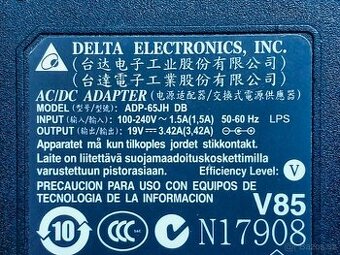 DELTA ELECTRONICS, INC.
台达电子工业股份有限公司
台達電子工業股份有限公司
AC/DC ADAPTER (电源适配器/交換式電源供應器)
MODEL (型号/型號): ADP-65JH DB
INPUT (输入/輸入): 100-240V~ 1.5A(1,5A) 50-60 Hz LPS
OUTPUT (输出/輸出): 19V 3.42A(3,42A)
Apparatet må kun tilkoples jordet stikkontakt.
Laite on liitettävä suojamaadoituskoskettimilla
varustettuun pistorasiaan. Efficiency Level: V
PRECAUCION PARA USO CON EQUIPOS DE
TECNOLOGIA DE LA INFORMACION
V85
10
N17908